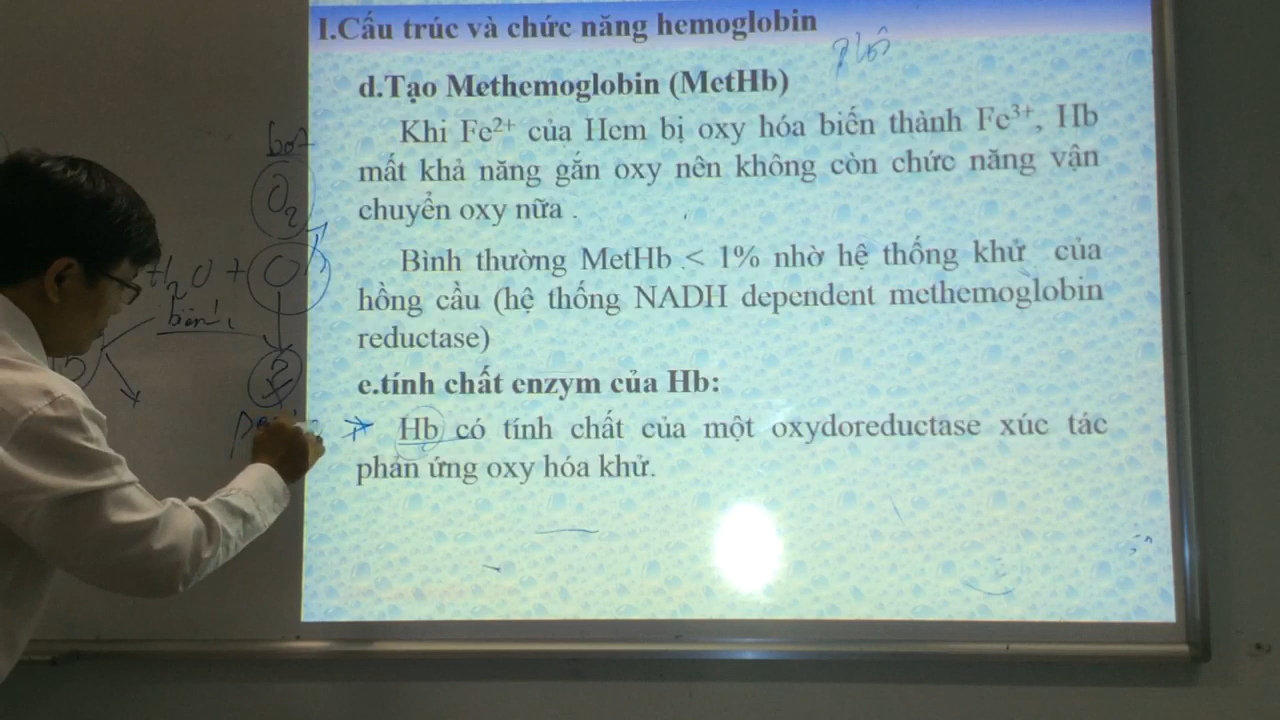 I.Cấu trúc và chức năng hemoglobin
d.Tạo Methemoglobin (MetHb)
Khi Fe²⁺ của Hem bị oxy hóa biến thành Fe³⁺, Hb
mất khả năng gắn oxy nên không còn chức năng vận
chuyển oxy nữa .
Bình thường MetHb < 1% nhờ hệ thống khử của
hồng cầu (hệ thống NADH dependent methemoglobin
reductase)
e.tính chất enzym của Hb:
Hb có tính chất của một oxydoreductase xúc tác
phản ứng oxy hóa khử.
O₂
H₂O + O